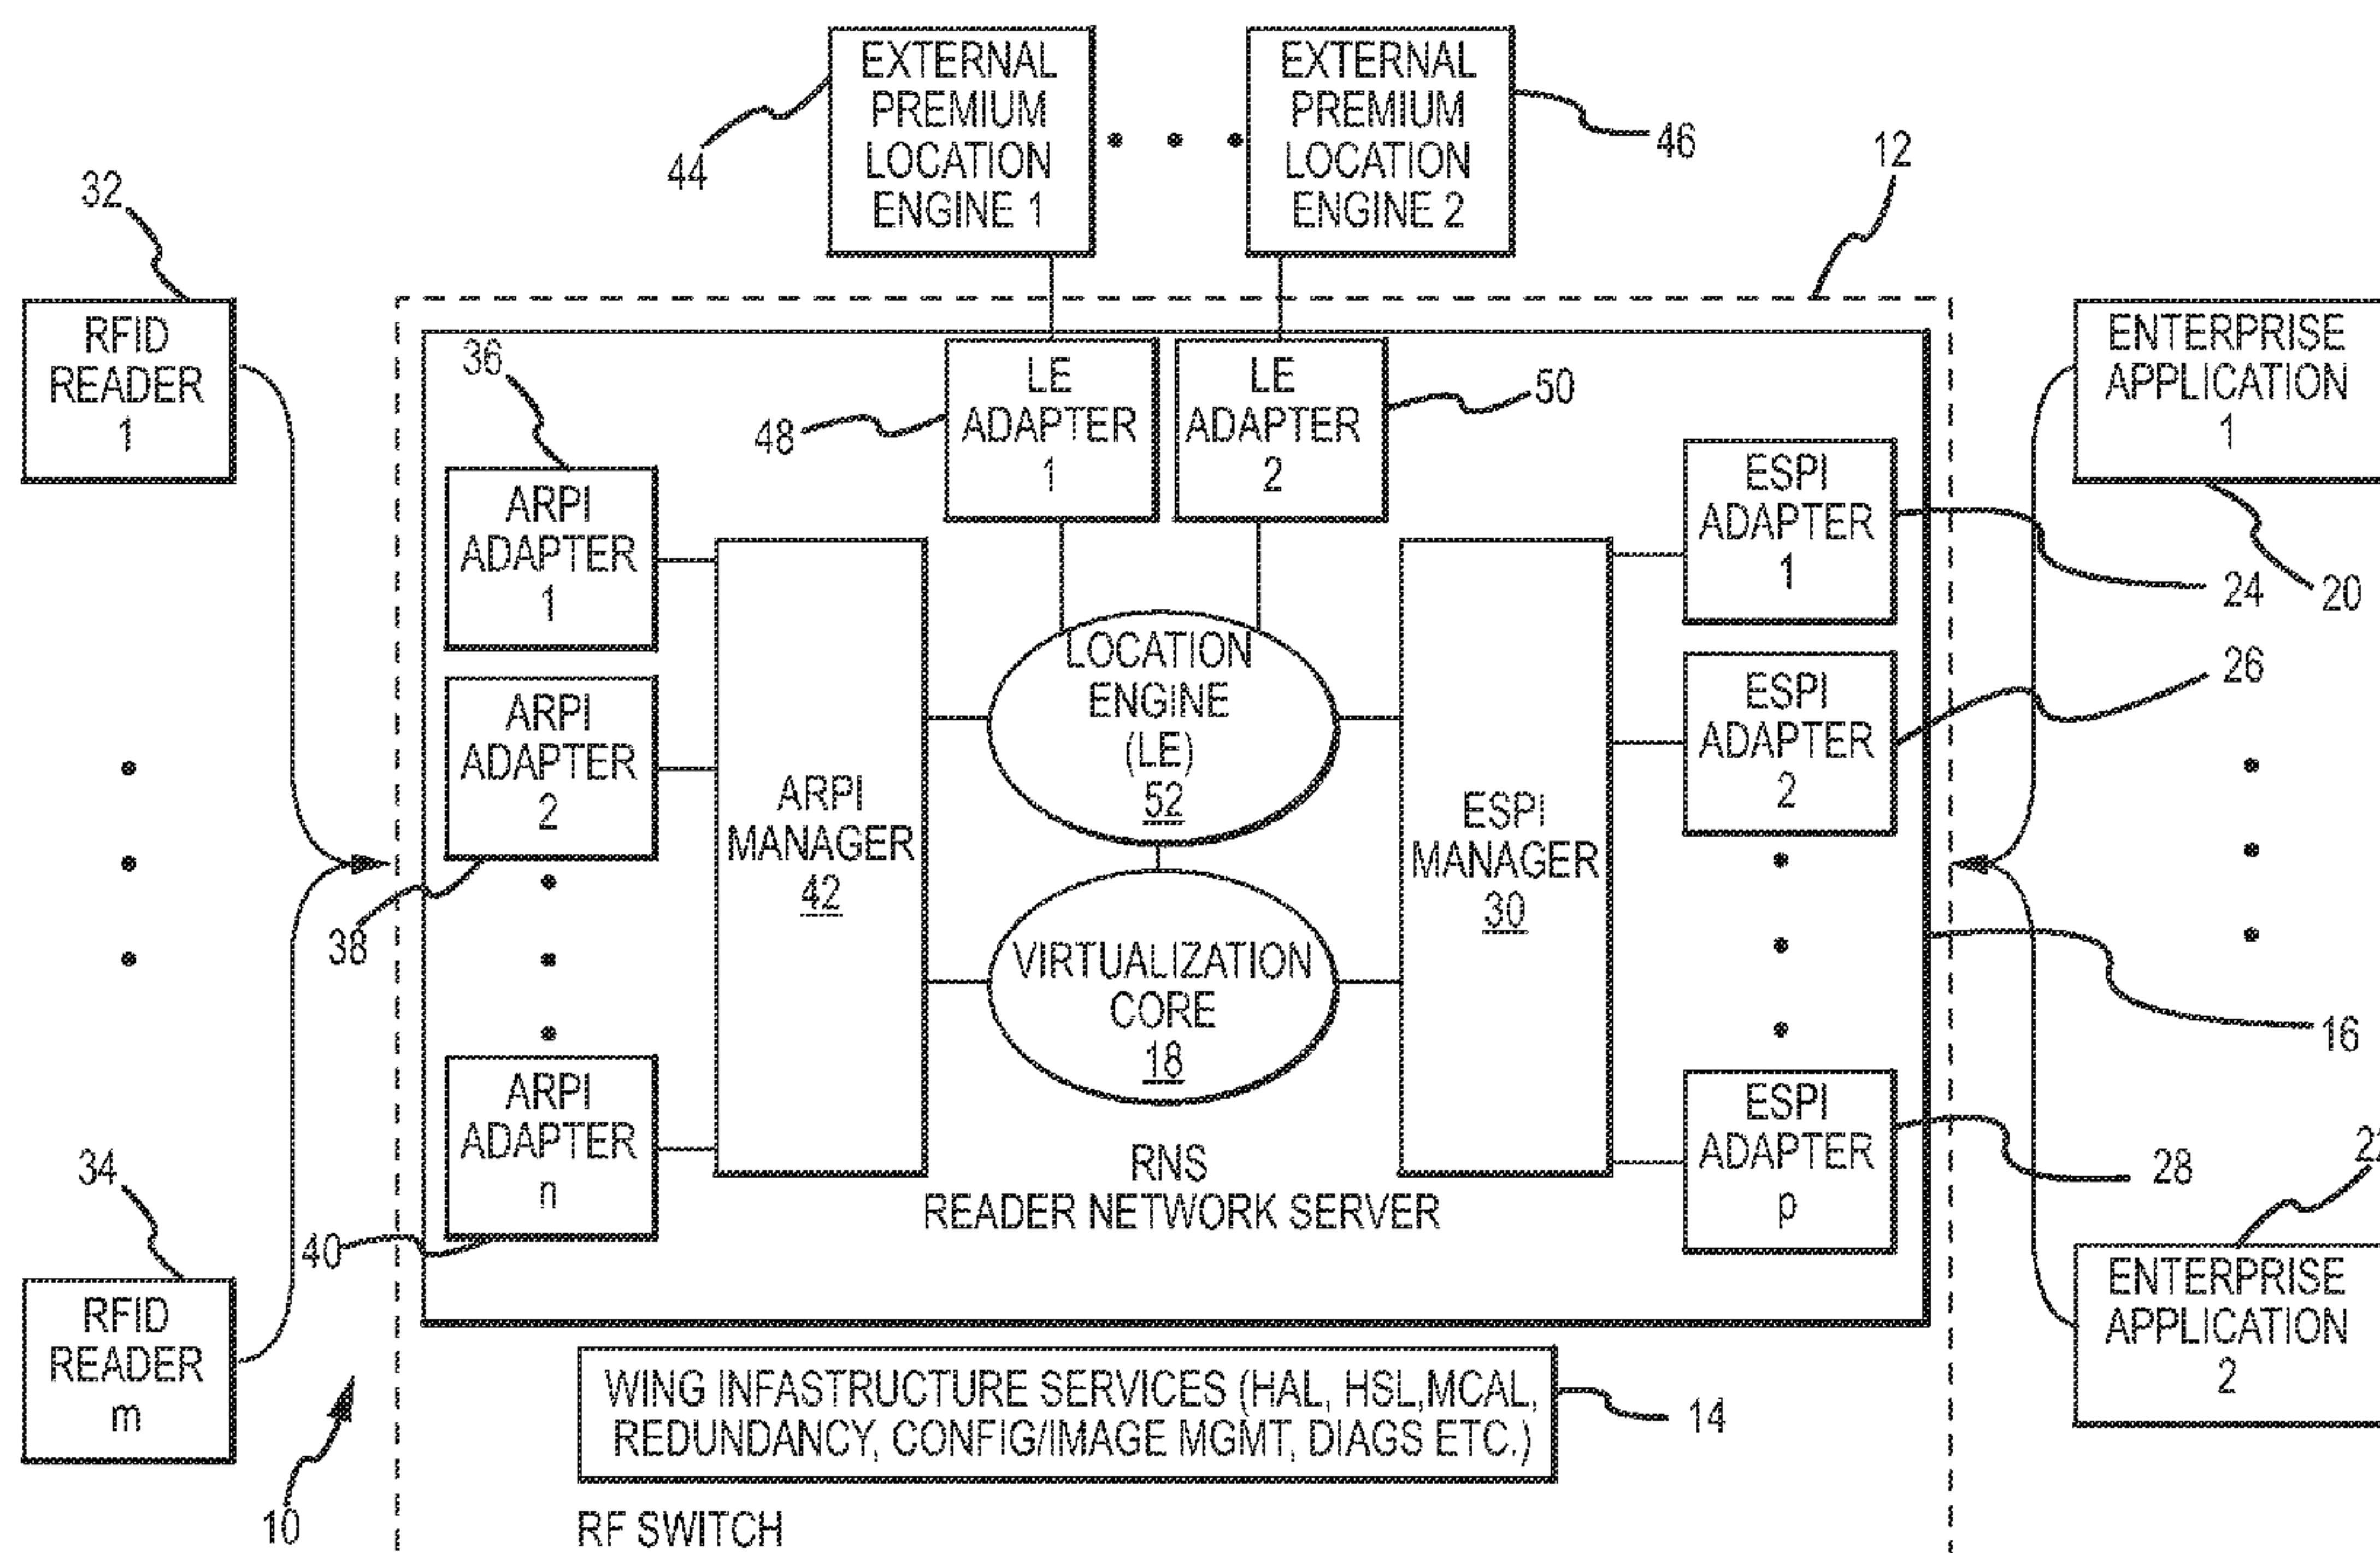 EXTERNAL
PREMIUM
LOCATION
ENGINE 1
44
EXTERNAL
PREMIUM
LOCATION
ENGINE 2
46
12
32
RFID
READER
1
34
RFID
READER
m
10
36
ARPI
ADAPTER
1
ARPI
ADAPTER
2
38
ARPI
ADAPTER
n
40
ARPI
MANAGER
42
48
LE
ADAPTER
1
LE
ADAPTER
2
50
LOCATION
ENGINE
(LE)
52
VIRTUALIZATION
CORE
18
RNS
READER NETWORK SERVER
ESPI
MANAGER
30
ESPI
ADAPTER
1
24
ESPI
ADAPTER
2
26
ESPI
ADAPTER
p
28
16
ENTERPRISE
APPLICATION
1
20
22
ENTERPRISE
APPLICATION
2
WING INFASTRUCTURE SERVICES (HAL, HSL,MCAL,
REDUNDANCY, CONFIG/IMAGE MGMT, DIAGS ETC.)
14
RF SWITCH